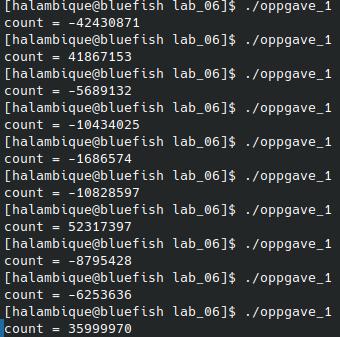 [halambique@bluefish lab_06]$ ./oppgave_1
count = -42430871
[halambique@bluefish lab_06]$ ./oppgave_1
count = 41867153
[halambique@bluefish lab_06]$ ./oppgave_1
count = -5689132
[halambique@bluefish lab_06]$ ./oppgave_1
count = -10434025
[halambique@bluefish lab_06]$ ./oppgave_1
count = -1686574
[halambique@bluefish lab_06]$ ./oppgave_1
count = -10828597
[halambique@bluefish lab_06]$ ./oppgave_1
count = 52317397
[halambique@bluefish lab_06]$ ./oppgave_1
count = -8795428
[halambique@bluefish lab_06]$ ./oppgave_1
count = -6253636
[halambique@bluefish lab_06]$ ./oppgave_1
count = 35999970